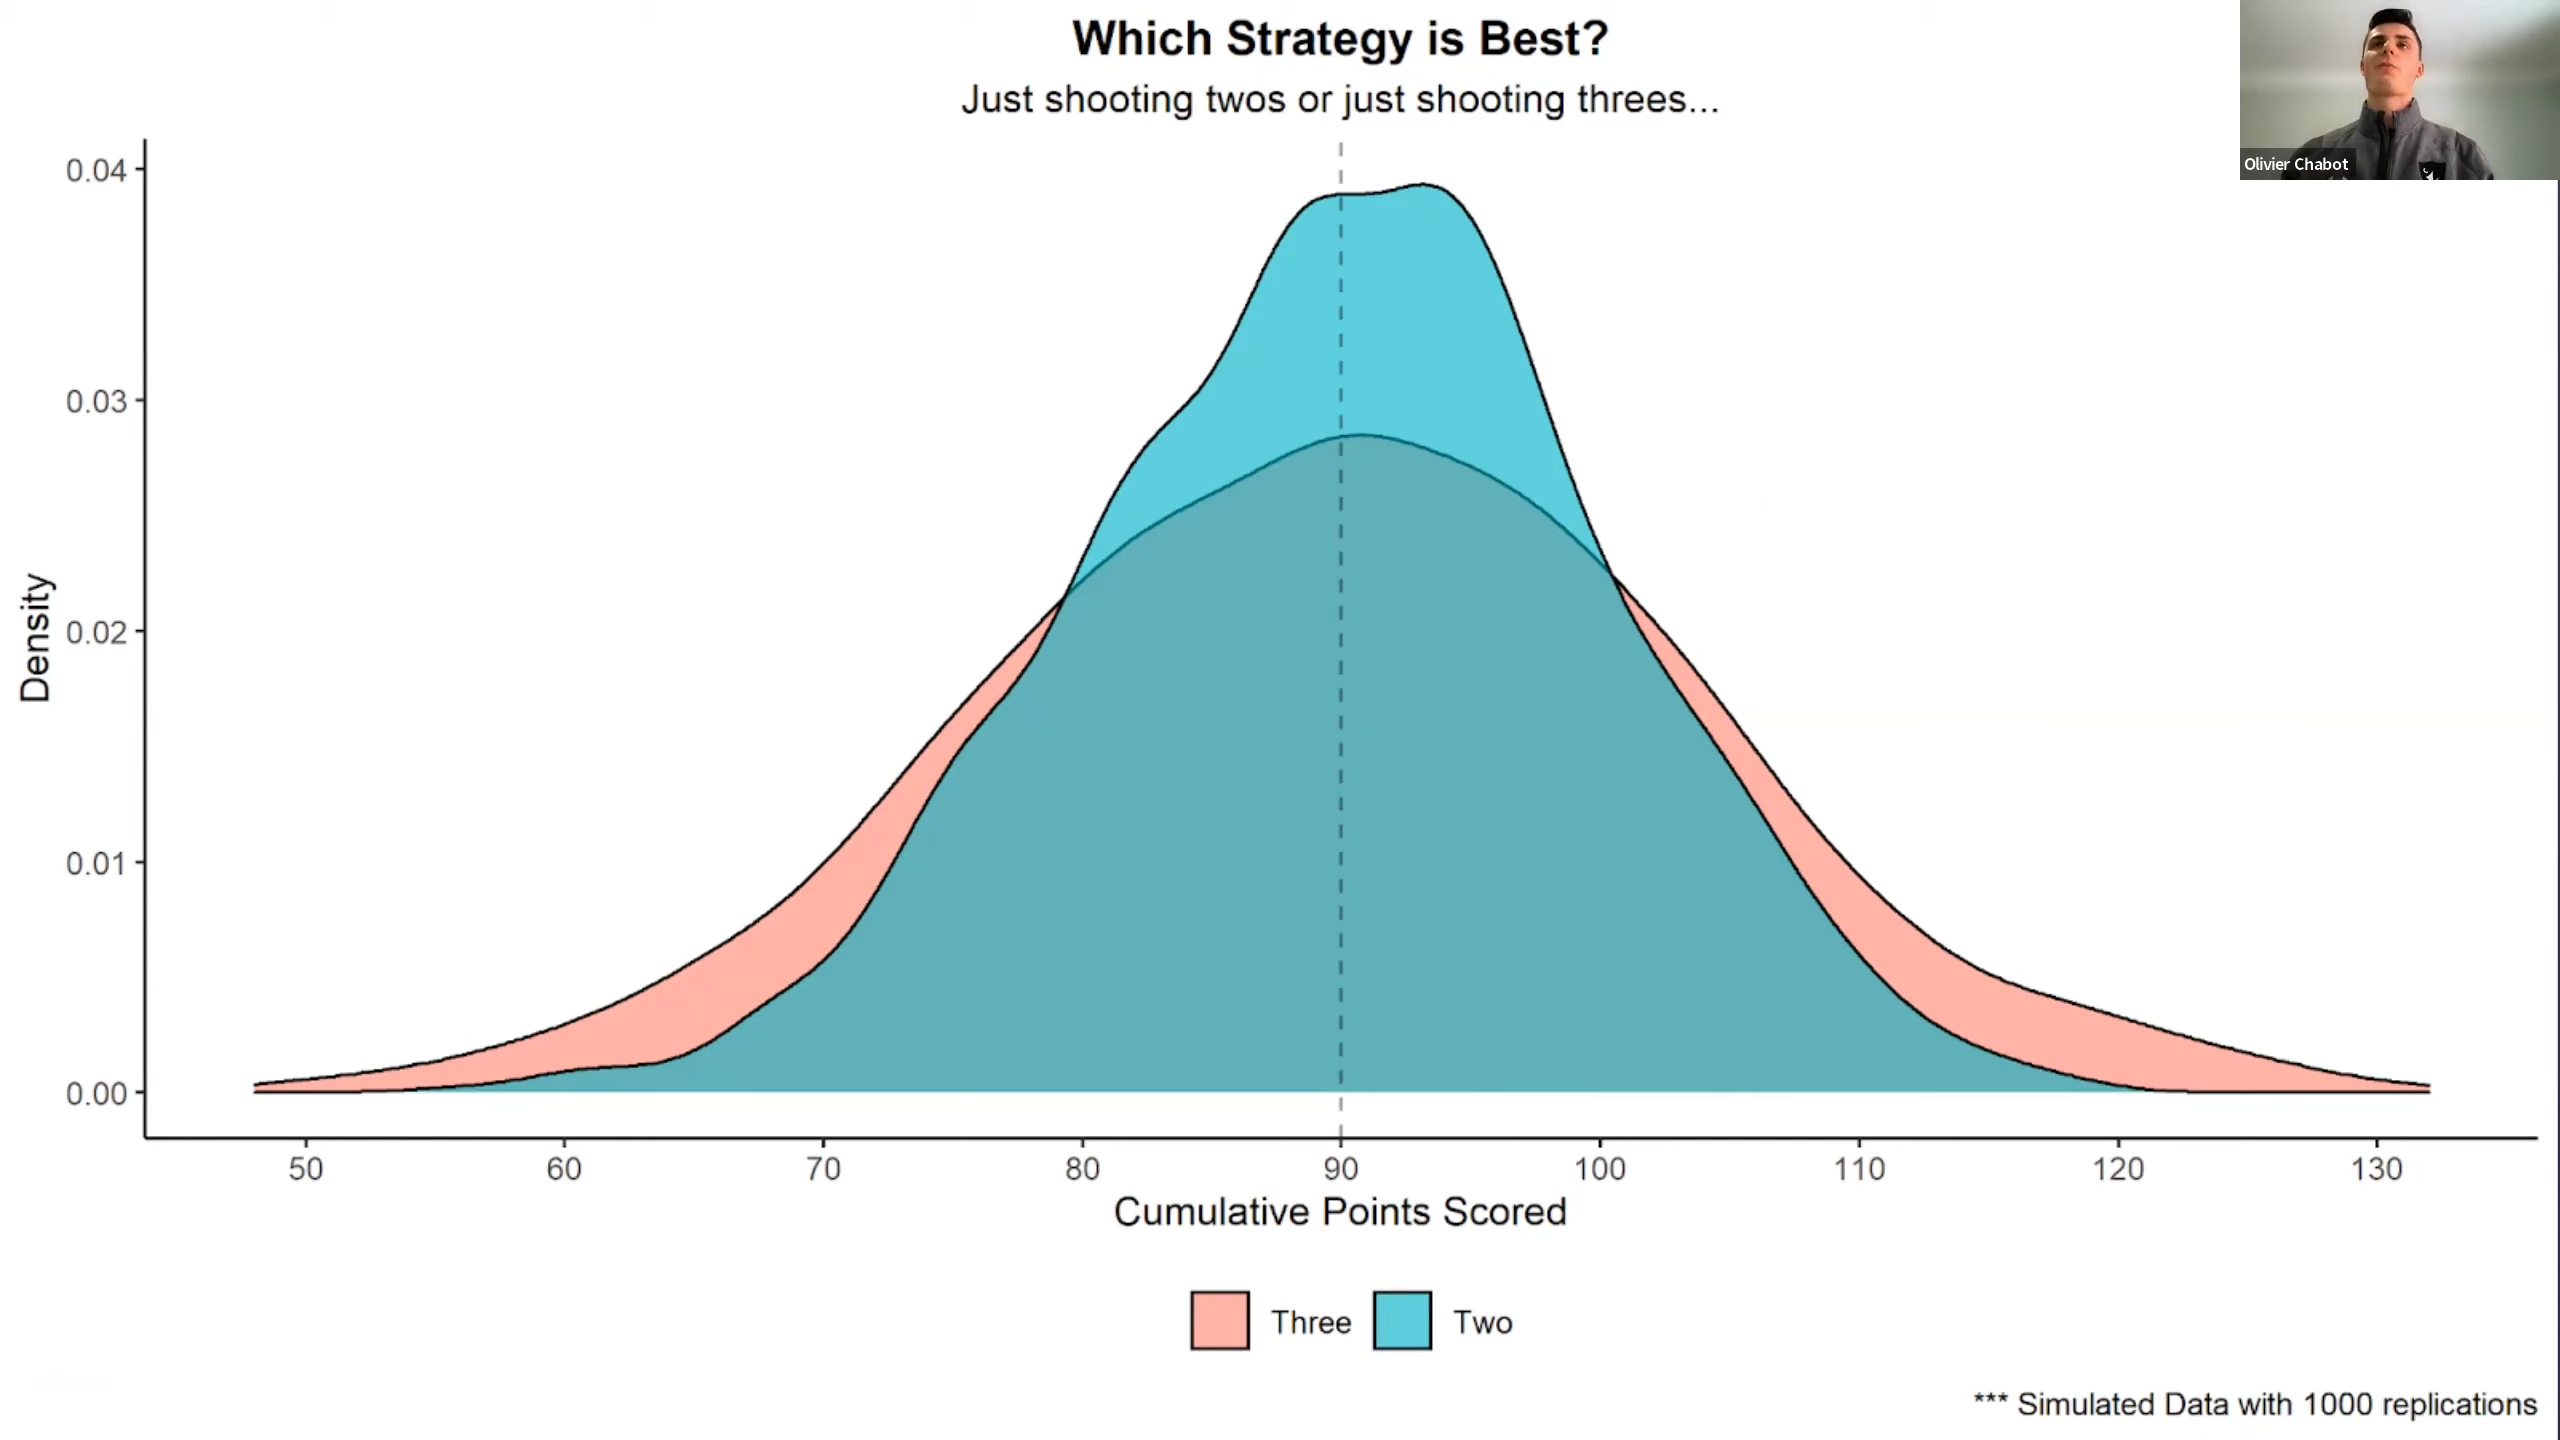 Which Strategy is Best?
Just shooting twos or just shooting threes...
Olivier Chabot
0.04
0.03
0.02
0.01
0.00
Density
50 60 70 80 90 100 110 120 130
Cumulative Points Scored
Three Two
*** Simulated Data with 1000 replications